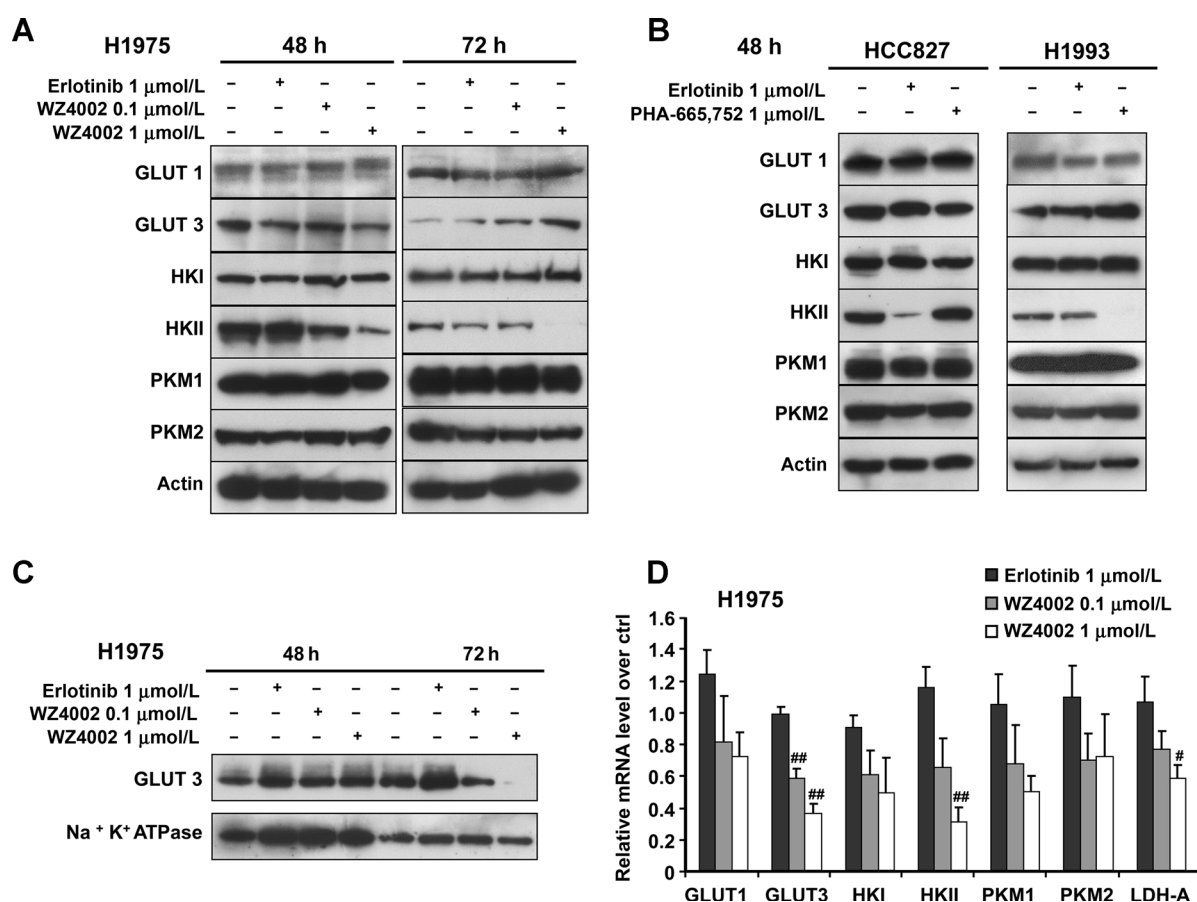 A
H1975
48 h
72 h
Erlotinib 1 μmol/L – + – – – + – –
WZ4002 0.1 μmol/L – – + – – – + –
WZ4002 1 μmol/L – – – + – – – +
GLUT 1
GLUT 3
HKI
HKII
PKM1
PKM2
Actin
B
48 h
HCC827
H1993
Erlotinib 1 μmol/L – + – – + –
PHA-665,752 1 μmol/L – – + – – +
GLUT 1
GLUT 3
HKI
HKII
PKM1
PKM2
Actin
C
H1975
48 h
72 h
Erlotinib 1 μmol/L – + – – – + – –
WZ4002 0.1 μmol/L – – + – – – + –
WZ4002 1 μmol/L – – – + – – – +
GLUT 3
Na + K+ ATPase
D
H1975
Erlotinib 1 μmol/L
WZ4002 0.1 μmol/L
WZ4002 1 μmol/L
Relative mRNA level over ctrl
1.6
1.4
1.2
1.0
0.8
0.6
0.4
0.2
0
## ## ## #
GLUT1 GLUT3 HKI HKII PKM1 PKM2 LDH-A